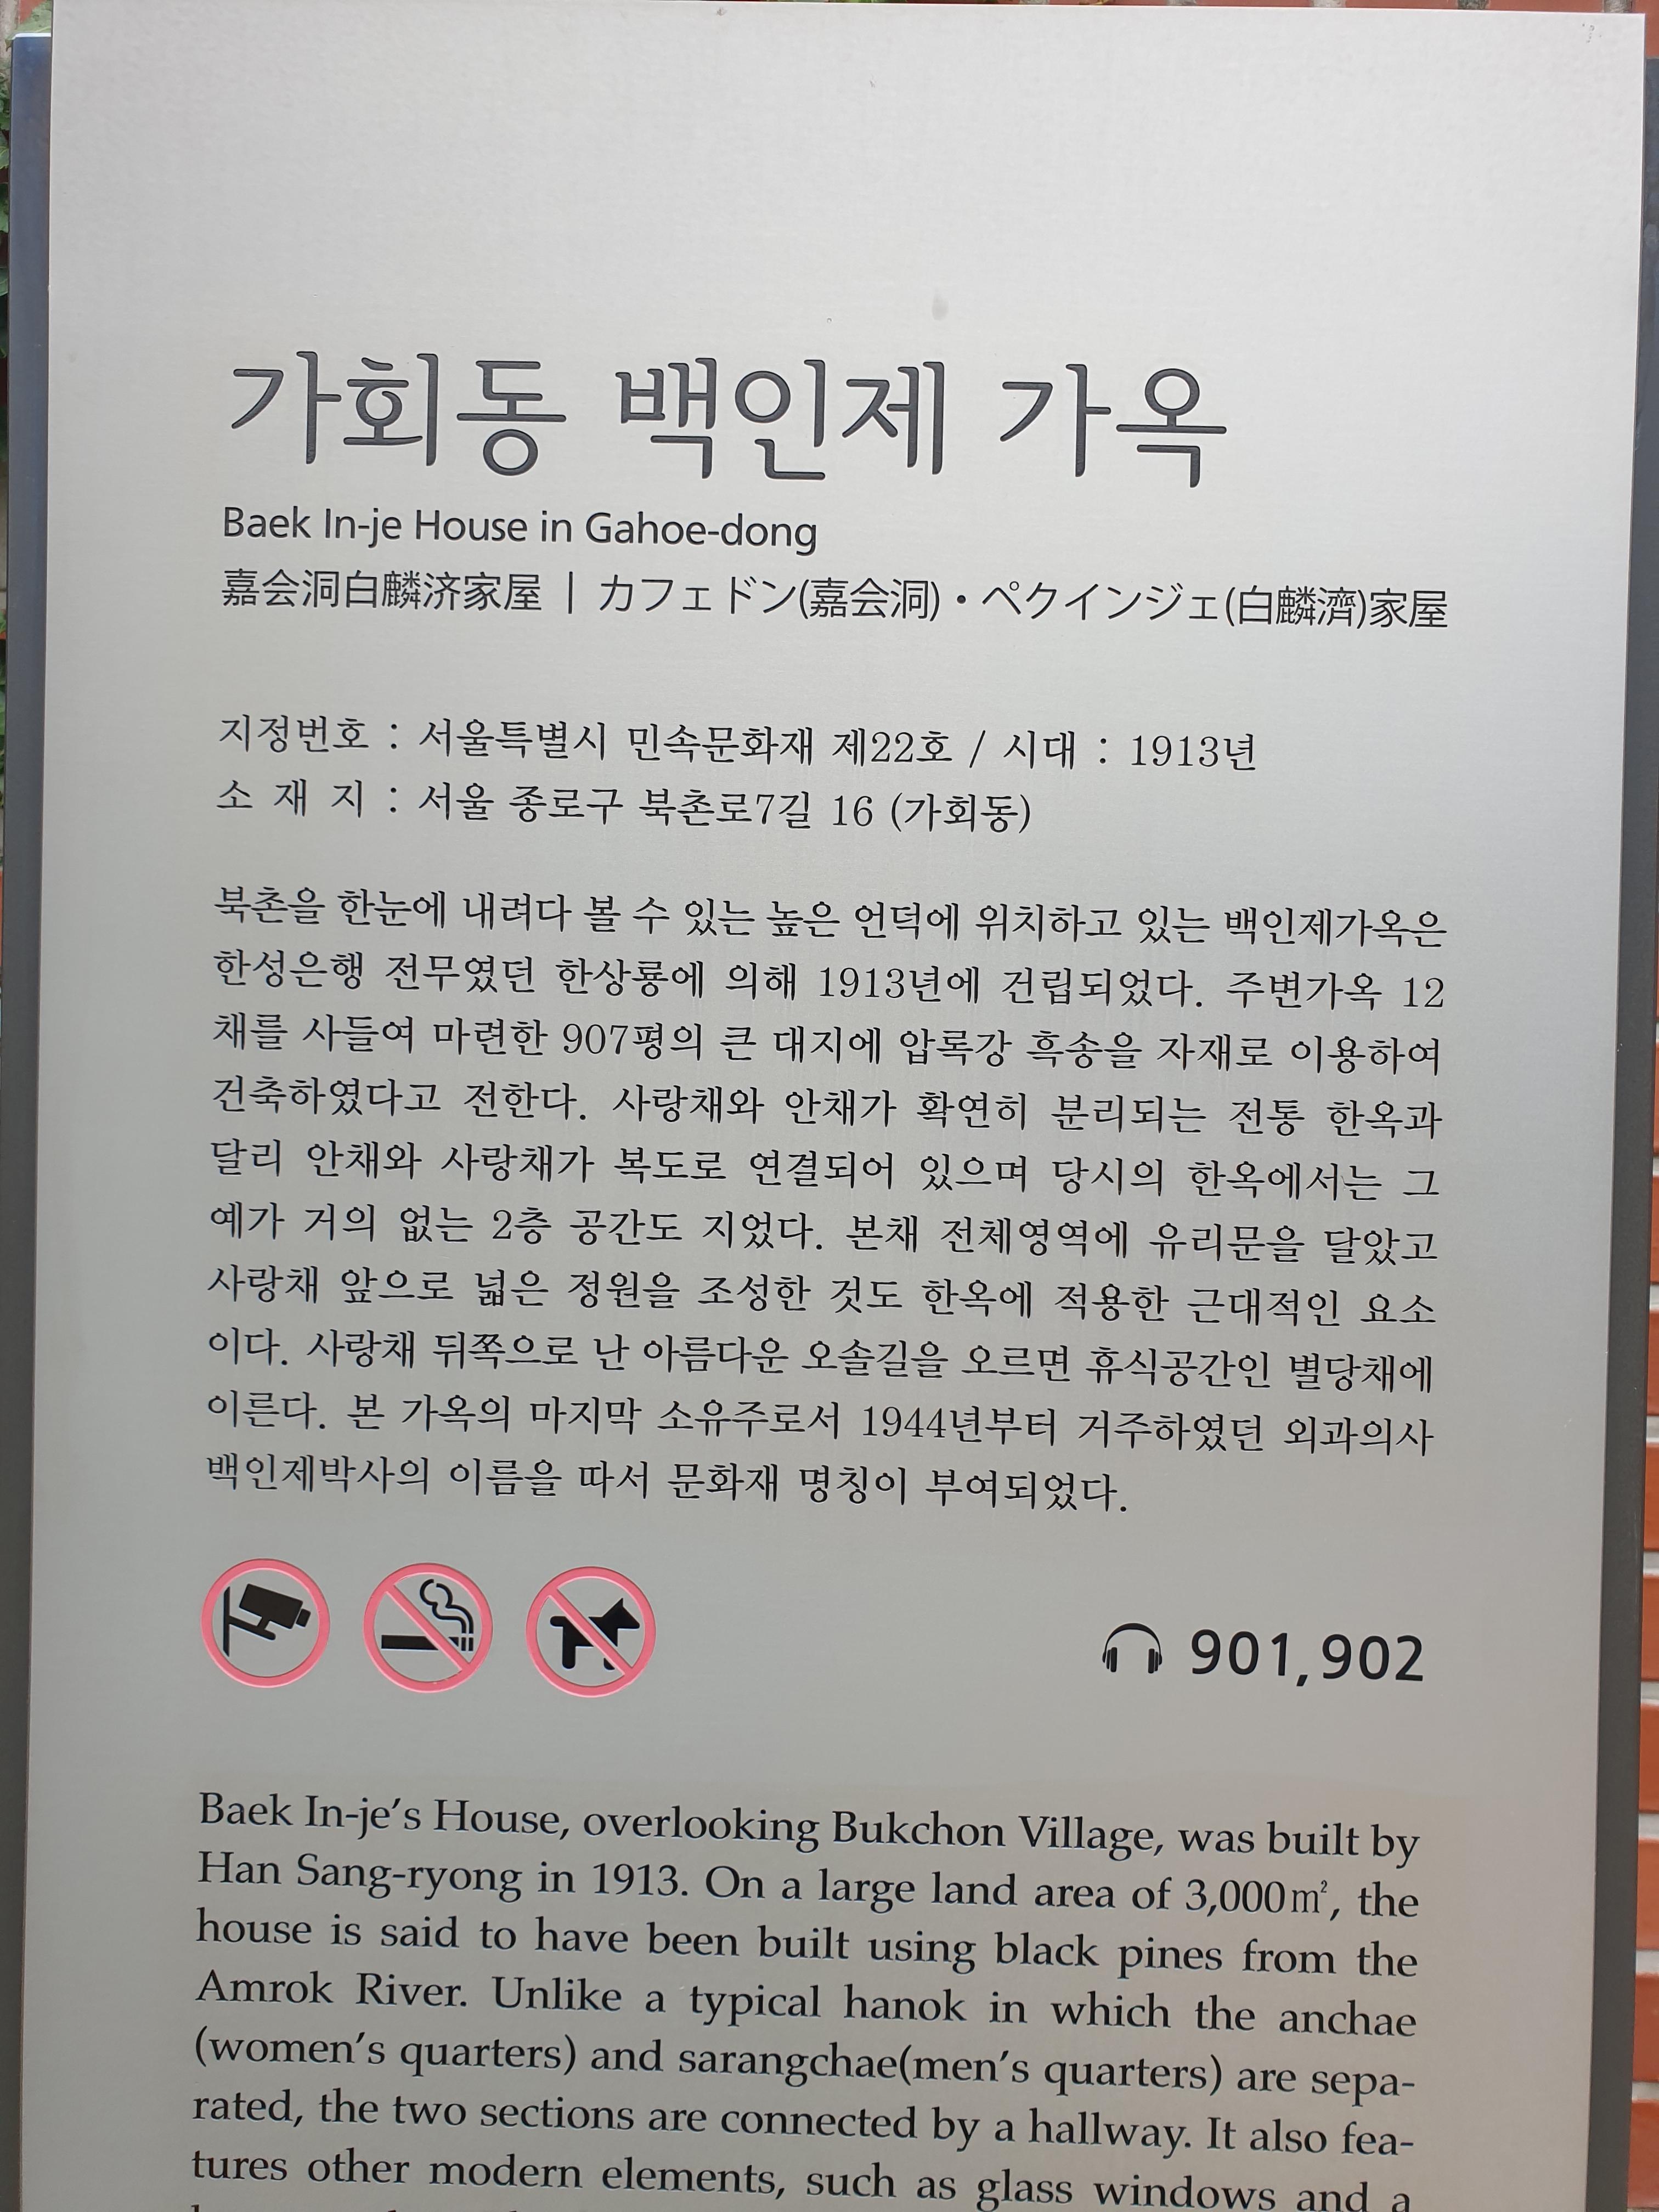 가회동 백인제 가옥
Baek In-je House in Gahoe-dong
嘉会洞白麟济家屋 | カフェドン(嘉会洞)・ペクインジェ(白麟濟)家屋
지정번호 : 서울특별시 민속문화재 제22호 / 시대 : 1913년
소 재 지 : 서울 종로구 북촌로7길 16 (가회동)
북촌을 한눈에 내려다 볼 수 있는 높은 언덕에 위치하고 있는 백인제가옥은
한성은행 전무였던 한상룡에 의해 1913년에 건립되었다. 주변가옥 12
채를 사들여 마련한 907평의 큰 대지에 압록강 흑송을 자재로 이용하여
건축하였다고 전한다. 사랑채와 안채가 확연히 분리되는 전통 한옥과
달리 안채와 사랑채가 복도로 연결되어 있으며 당시의 한옥에서는 그
예가 거의 없는 2층 공간도 지었다. 본채 전체영역에 유리문을 달았고
사랑채 앞으로 넓은 정원을 조성한 것도 한옥에 적용한 근대적인 요소
이다. 사랑채 뒤쪽으로 난 아름다운 오솔길을 오르면 휴식공간인 별당채에
이른다. 본 가옥의 마지막 소유주로서 1944년부터 거주하였던 외과의사
백인제박사의 이름을 따서 문화재 명칭이 부여되었다.
901,902
Baek In-je's House, overlooking Bukchon Village, was built by
Han Sang-ryong in 1913. On a large land area of 3,000㎡, the
house is said to have been built using black pines from the
Amrok River. Unlike a typical hanok in which the anchae
(women's quarters) and sarangchae(men's quarters) are sepa-
rated, the two sections are connected by a hallway. It also fea-
tures other modern elements, such as glass windows and a